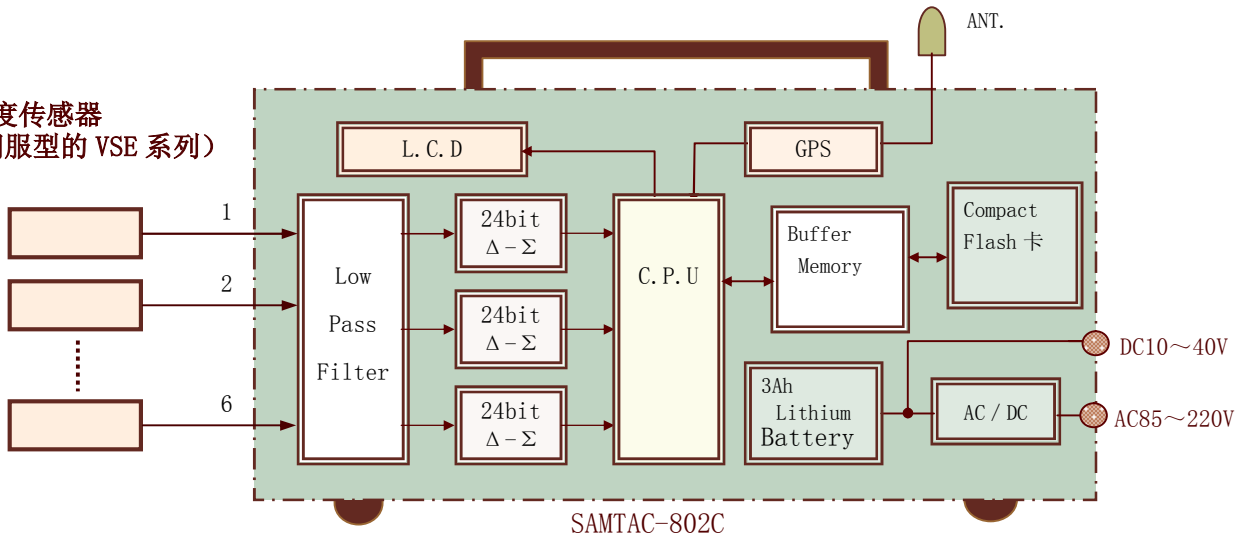 ANT.
度传感器
服型的 VSE 系列）
L.C.D
GPS
1
2
6
Low
Pass
Filter
24bit
Δ-Σ
24bit
Δ-Σ
24bit
Δ-Σ
C.P.U
Buffer
Memory
Compact
Flash 卡
3Ah
Lithium
Battery
AC/DC
DC10～40V
AC85～220V
SAMTAC-802C